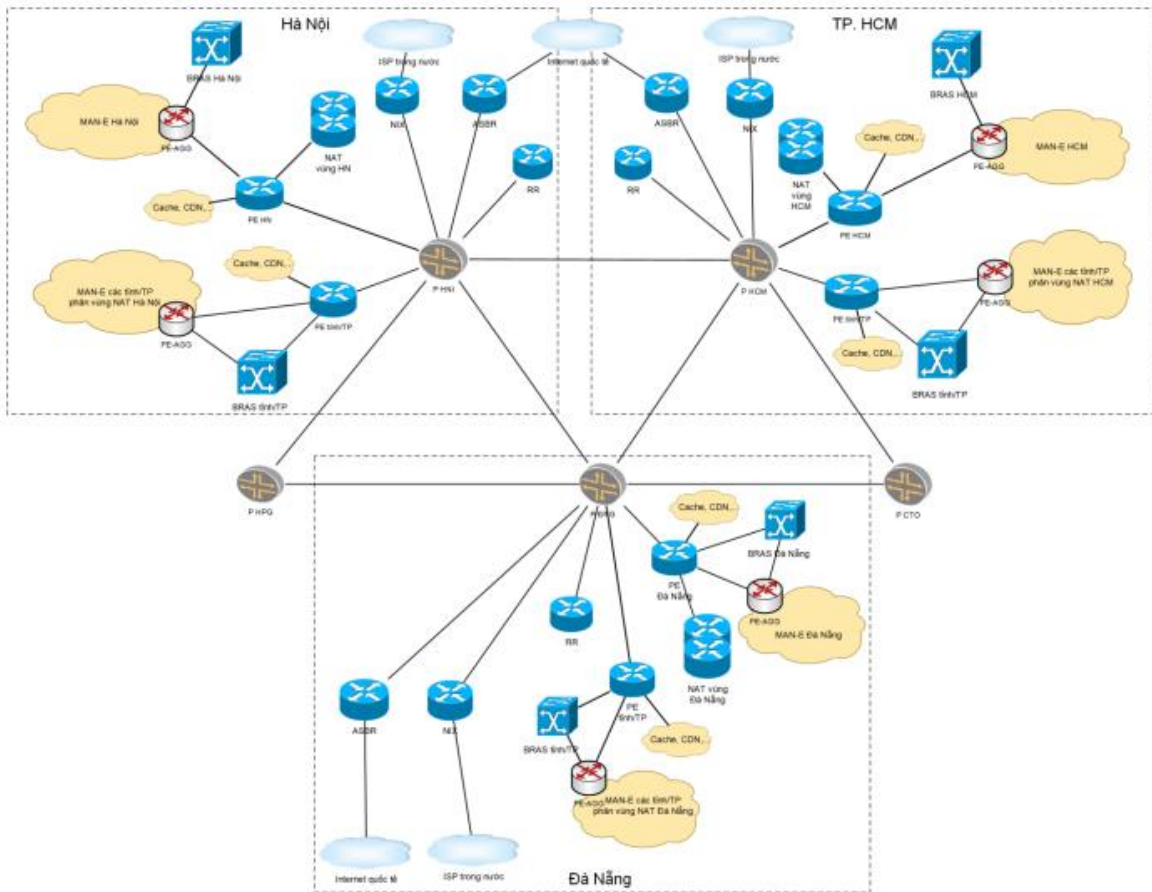 Hà Nội
TP. HCM
ISP trong nước
Internet quốc tế
ISP trong nước
BRAS Hà Nội
BRAS HCM
MAN-E Hà Nội
PE-AGG
NAT
vùng HN
NIX
ASBR
ASBR
NIX
Cache, CDN,...
PE-AGG
MAN-E HCM
RR
RR
NAT
vùng
HCM
Cache, CDN,...
PE HN
PE HCM
Cache, CDN,...
P HNI
P HCM
MAN-E các tỉnh/TP
phân vùng NAT Hà Nội
MAN-E các tỉnh/TP
phân vùng NAT HCM
PE-AGG
PE tỉnh/TP
PE tỉnh/TP
PE-AGG
Cache, CDN,...
BRAS tỉnh/TP
BRAS tỉnh/TP
P HPG
P CTO
Cache, CDN,...
BRAS Đà Nẵng
PE
Đà Nẵng
PE-AGG
MAN-E Đà Nẵng
RR
NAT vùng
Đà Nẵng
PE
tỉnh/TP
ASBR
NIX
BRAS tỉnh/TP
Cache, CDN,...
PE-AGG
MAN-E các tỉnh/TP
phân vùng NAT Đà Nẵng
Internet quốc tế
ISP trong nước
Đà Nẵng